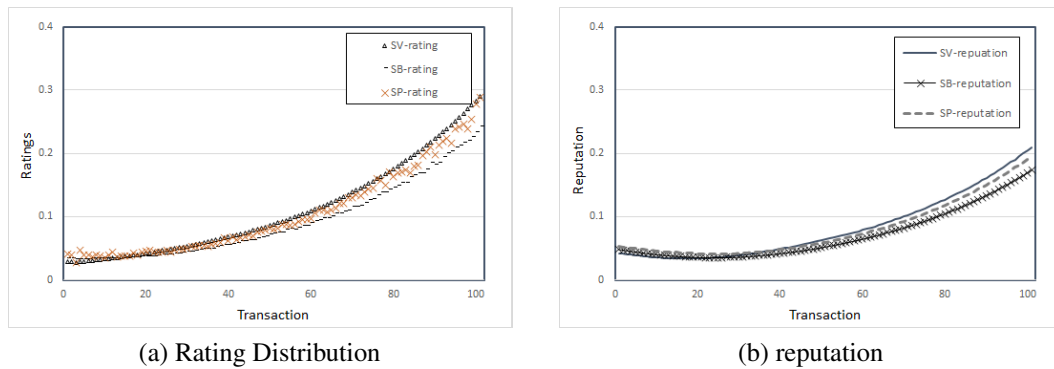 0.4
0.3
0.2
0.1
0
Ratings
SV-rating
SB-rating
SP-rating
0 20 40 60 80 100
Transaction
(a) Rating Distribution
0.4
0.3
0.2
0.1
0
Reputation
SV-repuation
SB-reputation
SP-reputation
0 20 40 60 80 100
Transaction
(b) reputation